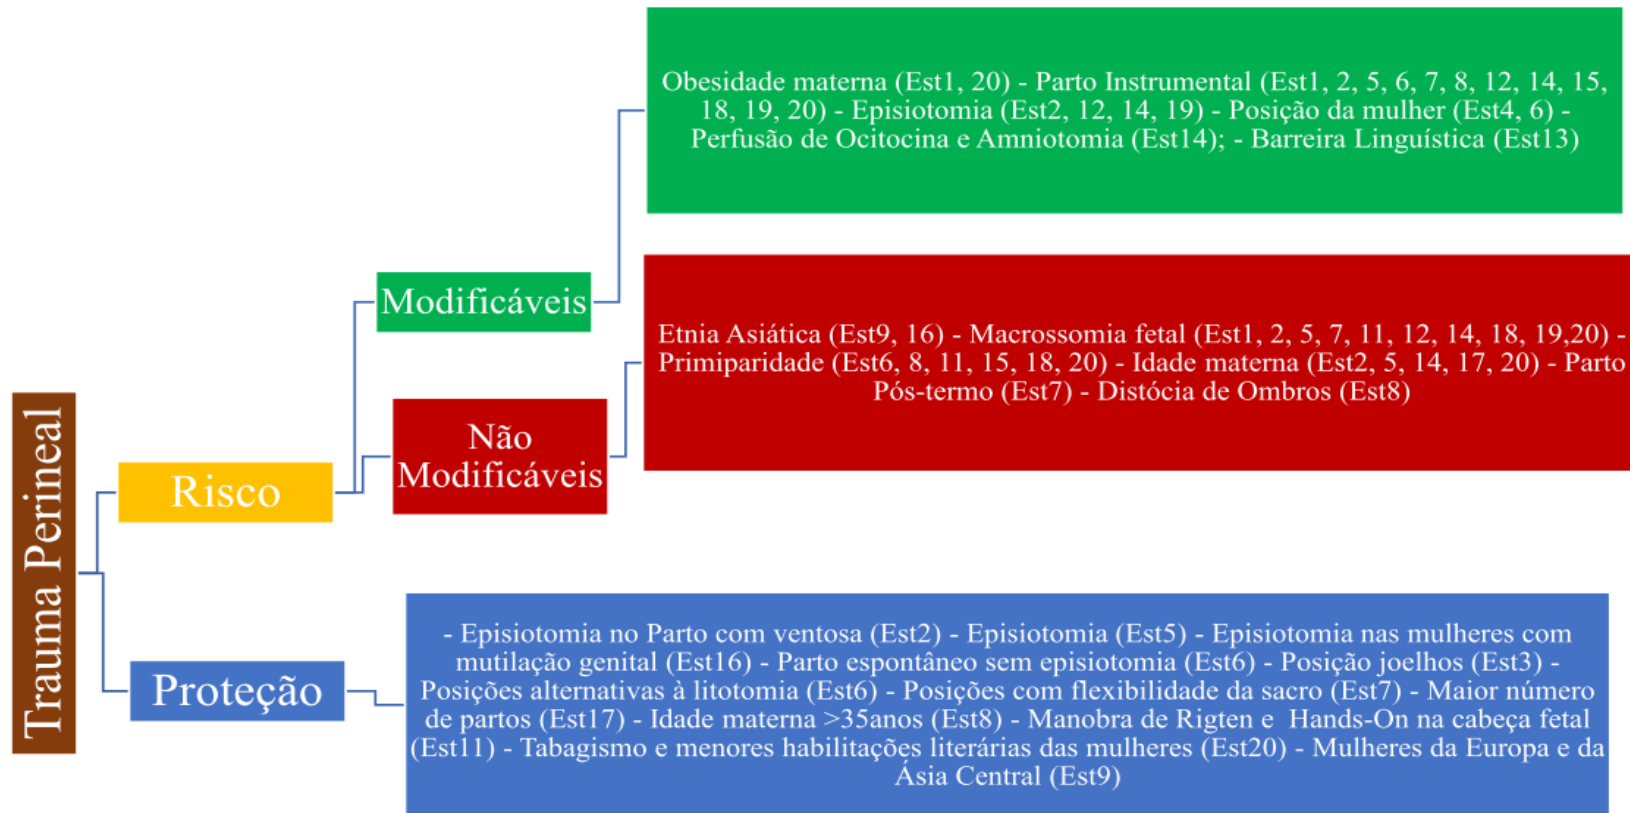 Trauma Perineal
Risco
Modificáveis
Obesidade materna (Est1, 20) - Parto Instrumental (Est1, 2, 5, 6, 7, 8, 12, 14, 15,
18, 19, 20) - Episiotomia (Est2, 12, 14, 19) - Posição da mulher (Est4, 6) -
Perfusão de Ocitocina e Amniotomia (Est14); - Barreira Linguística (Est13)
Não
Modificáveis
Etnia Asiática (Est9, 16) - Macrossomia fetal (Est1, 2, 5, 7, 11, 12, 14, 18, 19,20) -
Primiparidade (Est6, 8, 11, 15, 18, 20) - Idade materna (Est2, 5, 14, 17, 20) - Parto
Pós-termo (Est7) - Distócia de Ombros (Est8)
Proteção
- Episiotomia no Parto com ventosa (Est2) - Episiotomia (Est5) - Episiotomia nas mulheres com
mutilação genital (Est16) - Parto espontâneo sem episiotomia (Est6) - Posição joelhos (Est3) -
Posições alternativas à litotomia (Est6) - Posições com flexibilidade da sacro (Est7) - Maior número
de partos (Est17) - Idade materna >35anos (Est8) - Manobra de Rigten e Hands-On na cabeça fetal
(Est11) - Tabagismo e menores habilitações literárias das mulheres (Est20) - Mulheres da Europa e da
Ásia Central (Est9)